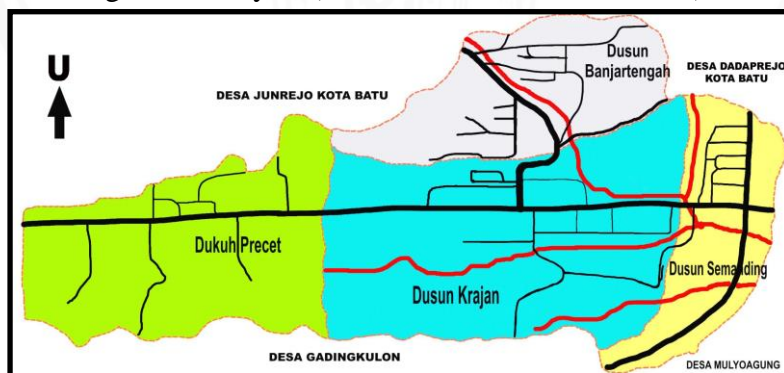 Dusun
Banjartengah
DESA DADAPREJO
KOTA BATU
U
DESA JUNREJO KOTA BATU
Dukuh Precet
Dusun Krajan
Dusun Semanding
DESA GADINGKULON
DESA MULYOAGUNG